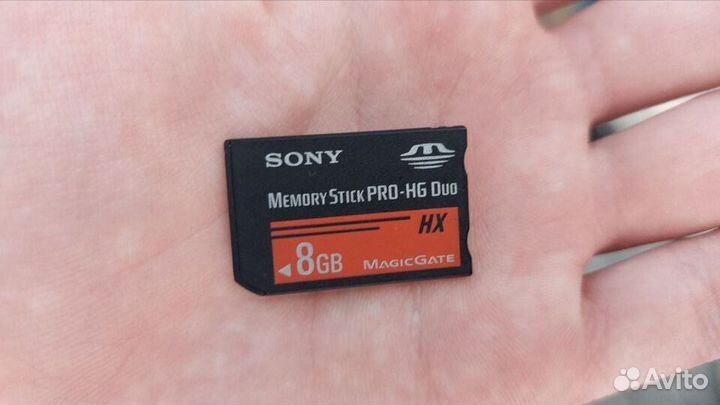 SONY
MEMORY STICK PRO-HG DUO
HX
8GB MAGICGATE
Avito